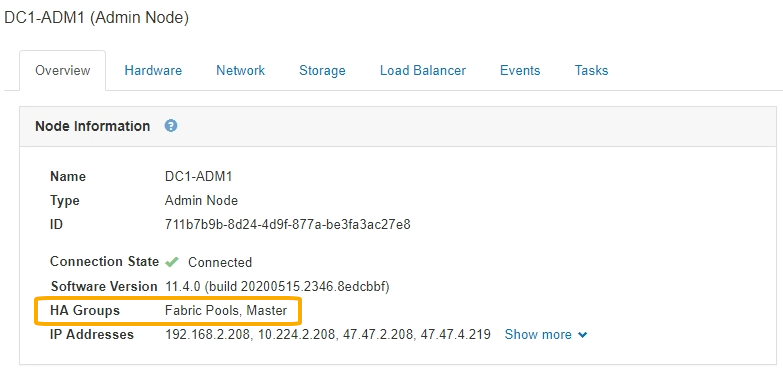 DC1-ADM1 (Admin Node)
Overview Hardware Network Storage Load Balancer Events Tasks
Node Information ?
Name DC1-ADM1
Type Admin Node
ID 711b7b9b-8d24-4d9f-877a-be3fa3ac27e8
Connection State Connected
Software Version 11.4.0 (build 20200515.2346.8edcbbf)
HA Groups Fabric Pools, Master
IP Addresses 192.168.2.208, 10.224.2.208, 47.47.2.208, 47.47.4.219 Show more